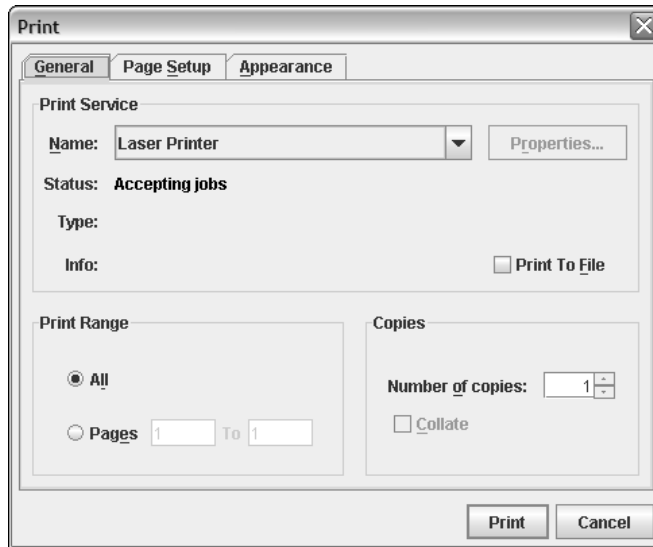 Print
General Page Setup Appearance
Print Service
Name: Laser Printer Properties...
Status: Accepting jobs
Type:
Info: Print To File
Print Range
All
Pages 1 To 1
Copies
Number of copies: 1
Collate
Print Cancel